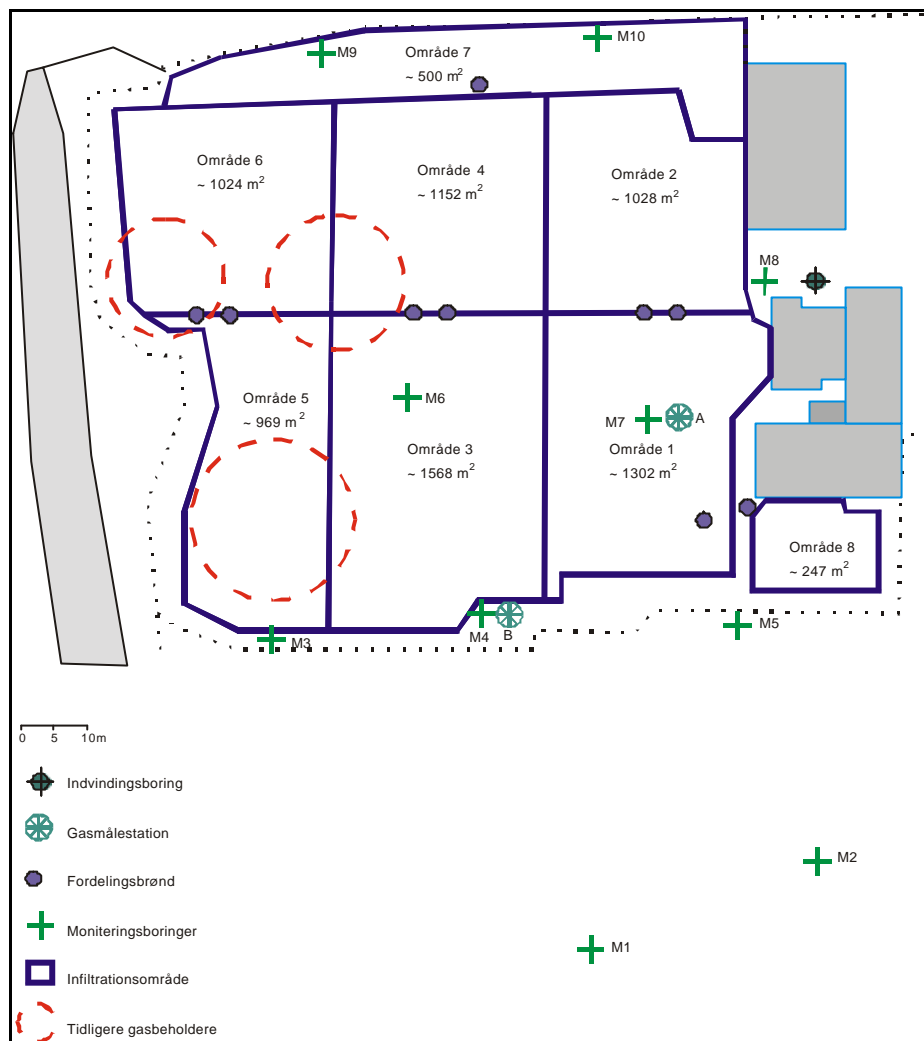 M10
M9
Område 7
~ 500 m²
Område 6
~ 1024 m²
Område 4
~ 1152 m²
Område 2
~ 1028 m²
M8
Område 5
~ 969 m²
M6
M7
A
Område 3
~ 1568 m²
Område 1
~ 1302 m²
Område 8
~ 247 m²
M3
M4
B
M5
0 5 10m
Indvindingsboring
Gasmålestation
Fordelingsbrønd
Moniteringsboringer
Infiltrationsområde
Tidligere gasbeholdere
M2
M1